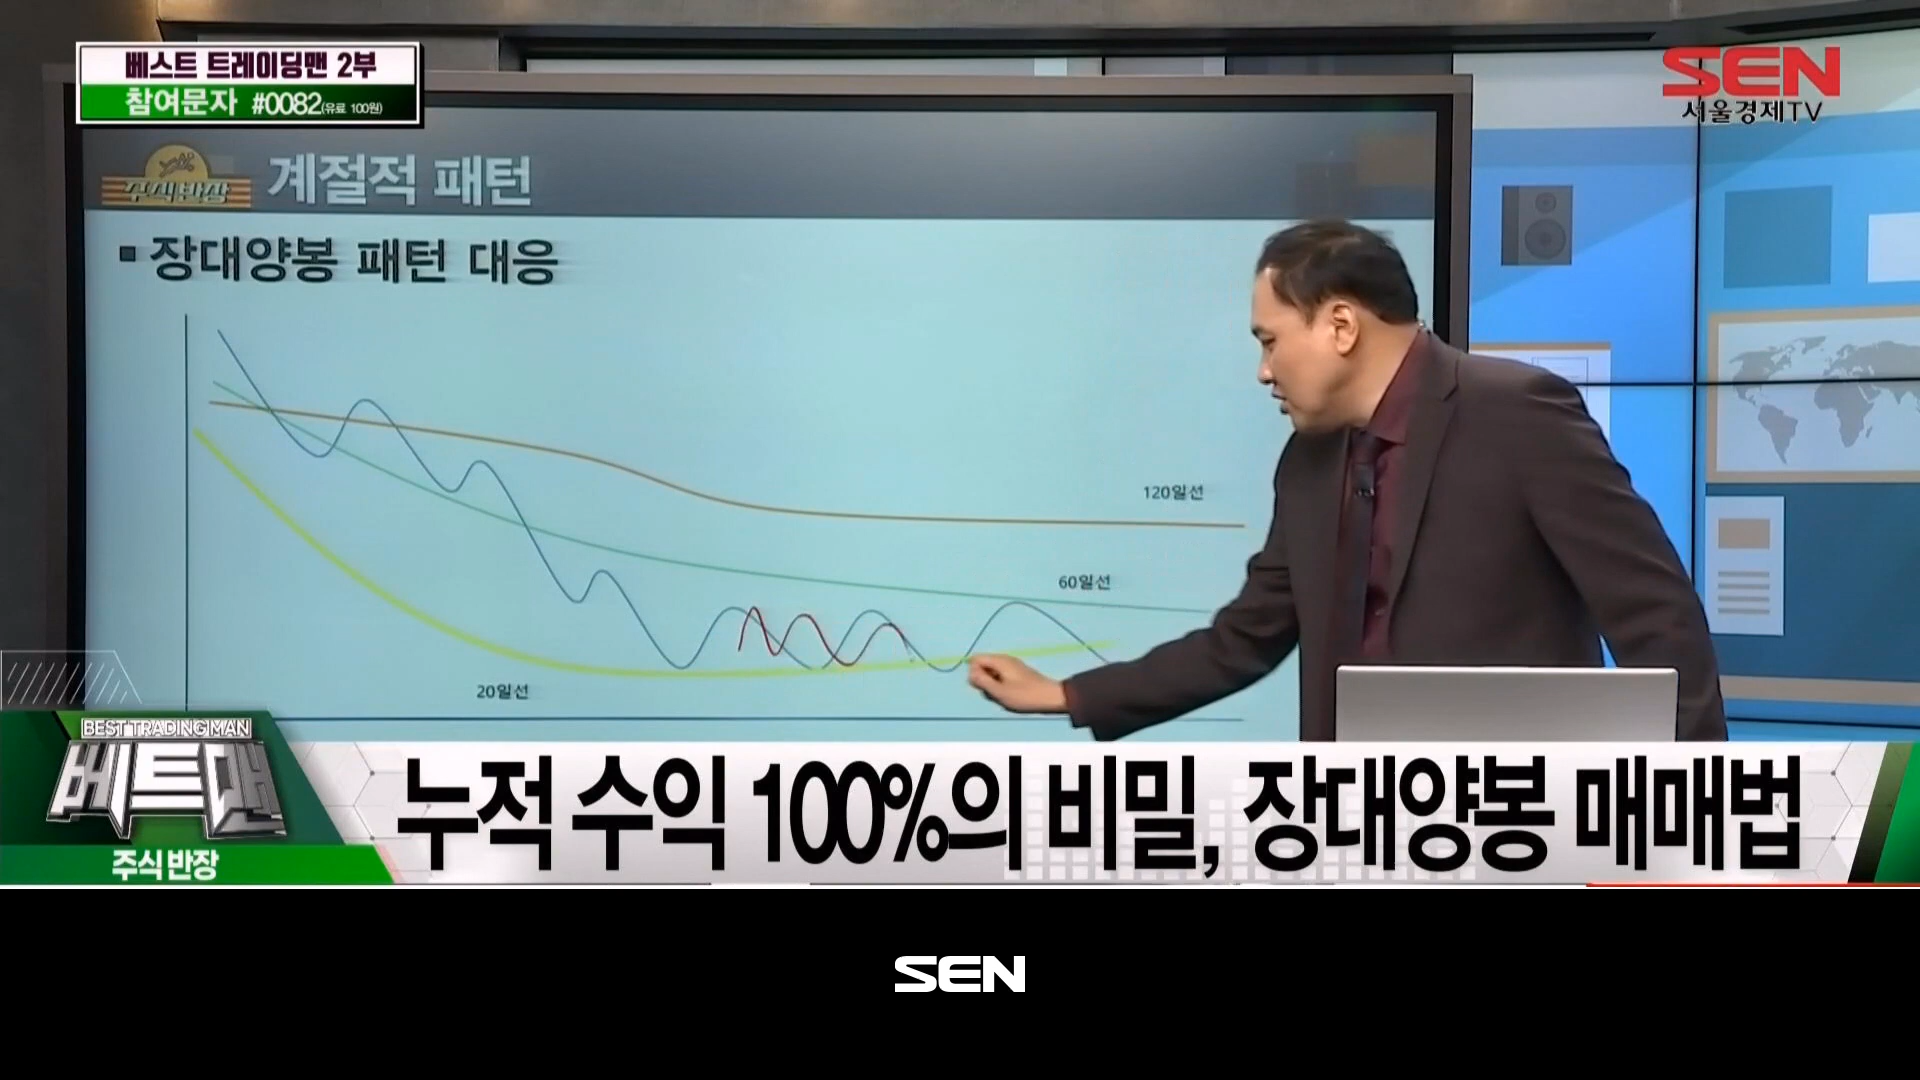 베스트 트레이딩맨 2부
참여문자 #0082(유료 100원)
SEN
서울경제TV
주식반장
계절적 패턴
▪ 장대양봉 패턴 대응
120일선
60일선
20일선
BEST TRADING MAN
베트맨
주식 반장
누적 수익 100%의 비밀, 장대양봉 매매법
SEN